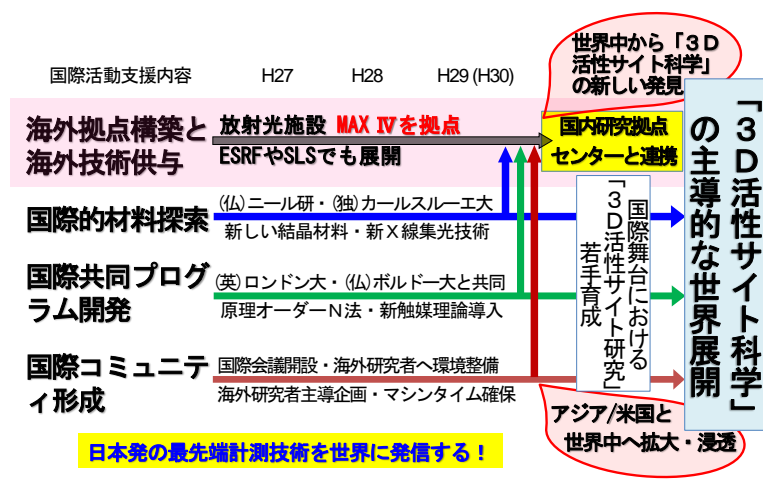 世界中から「３Ｄ
活性サイト科学」
の新しい発見
国際活動支援内容 H27 H28 H29 (H30)
海外拠点構築と
海外技術供与
放射光施設 MAX Ⅳを拠点
ESRFやSLSでも展開
国内研究拠点
センターと連携
国際的材料探索
(仏)ニール研・(独)カールスルーエ大
新しい結晶材料・新Ｘ線集光技術
国際共同プログ
ラム開発
(英)ロンドン大・(仏)ボルドー大と共同
原理オーダーＮ法・新触媒理論導入
国際コミュニテ
ィ形成
国際会議開設・海外研究者へ環境整備
海外研究者主導企画・マシンタイム確保
国際舞台における
「３Ｄ活性サイト研究」
若手育成
「３Ｄ活性サイト科学」
の主導的な世界展開
アジア/米国と
世界中へ拡大・浸透
日本発の最先端計測技術を世界に発信する！